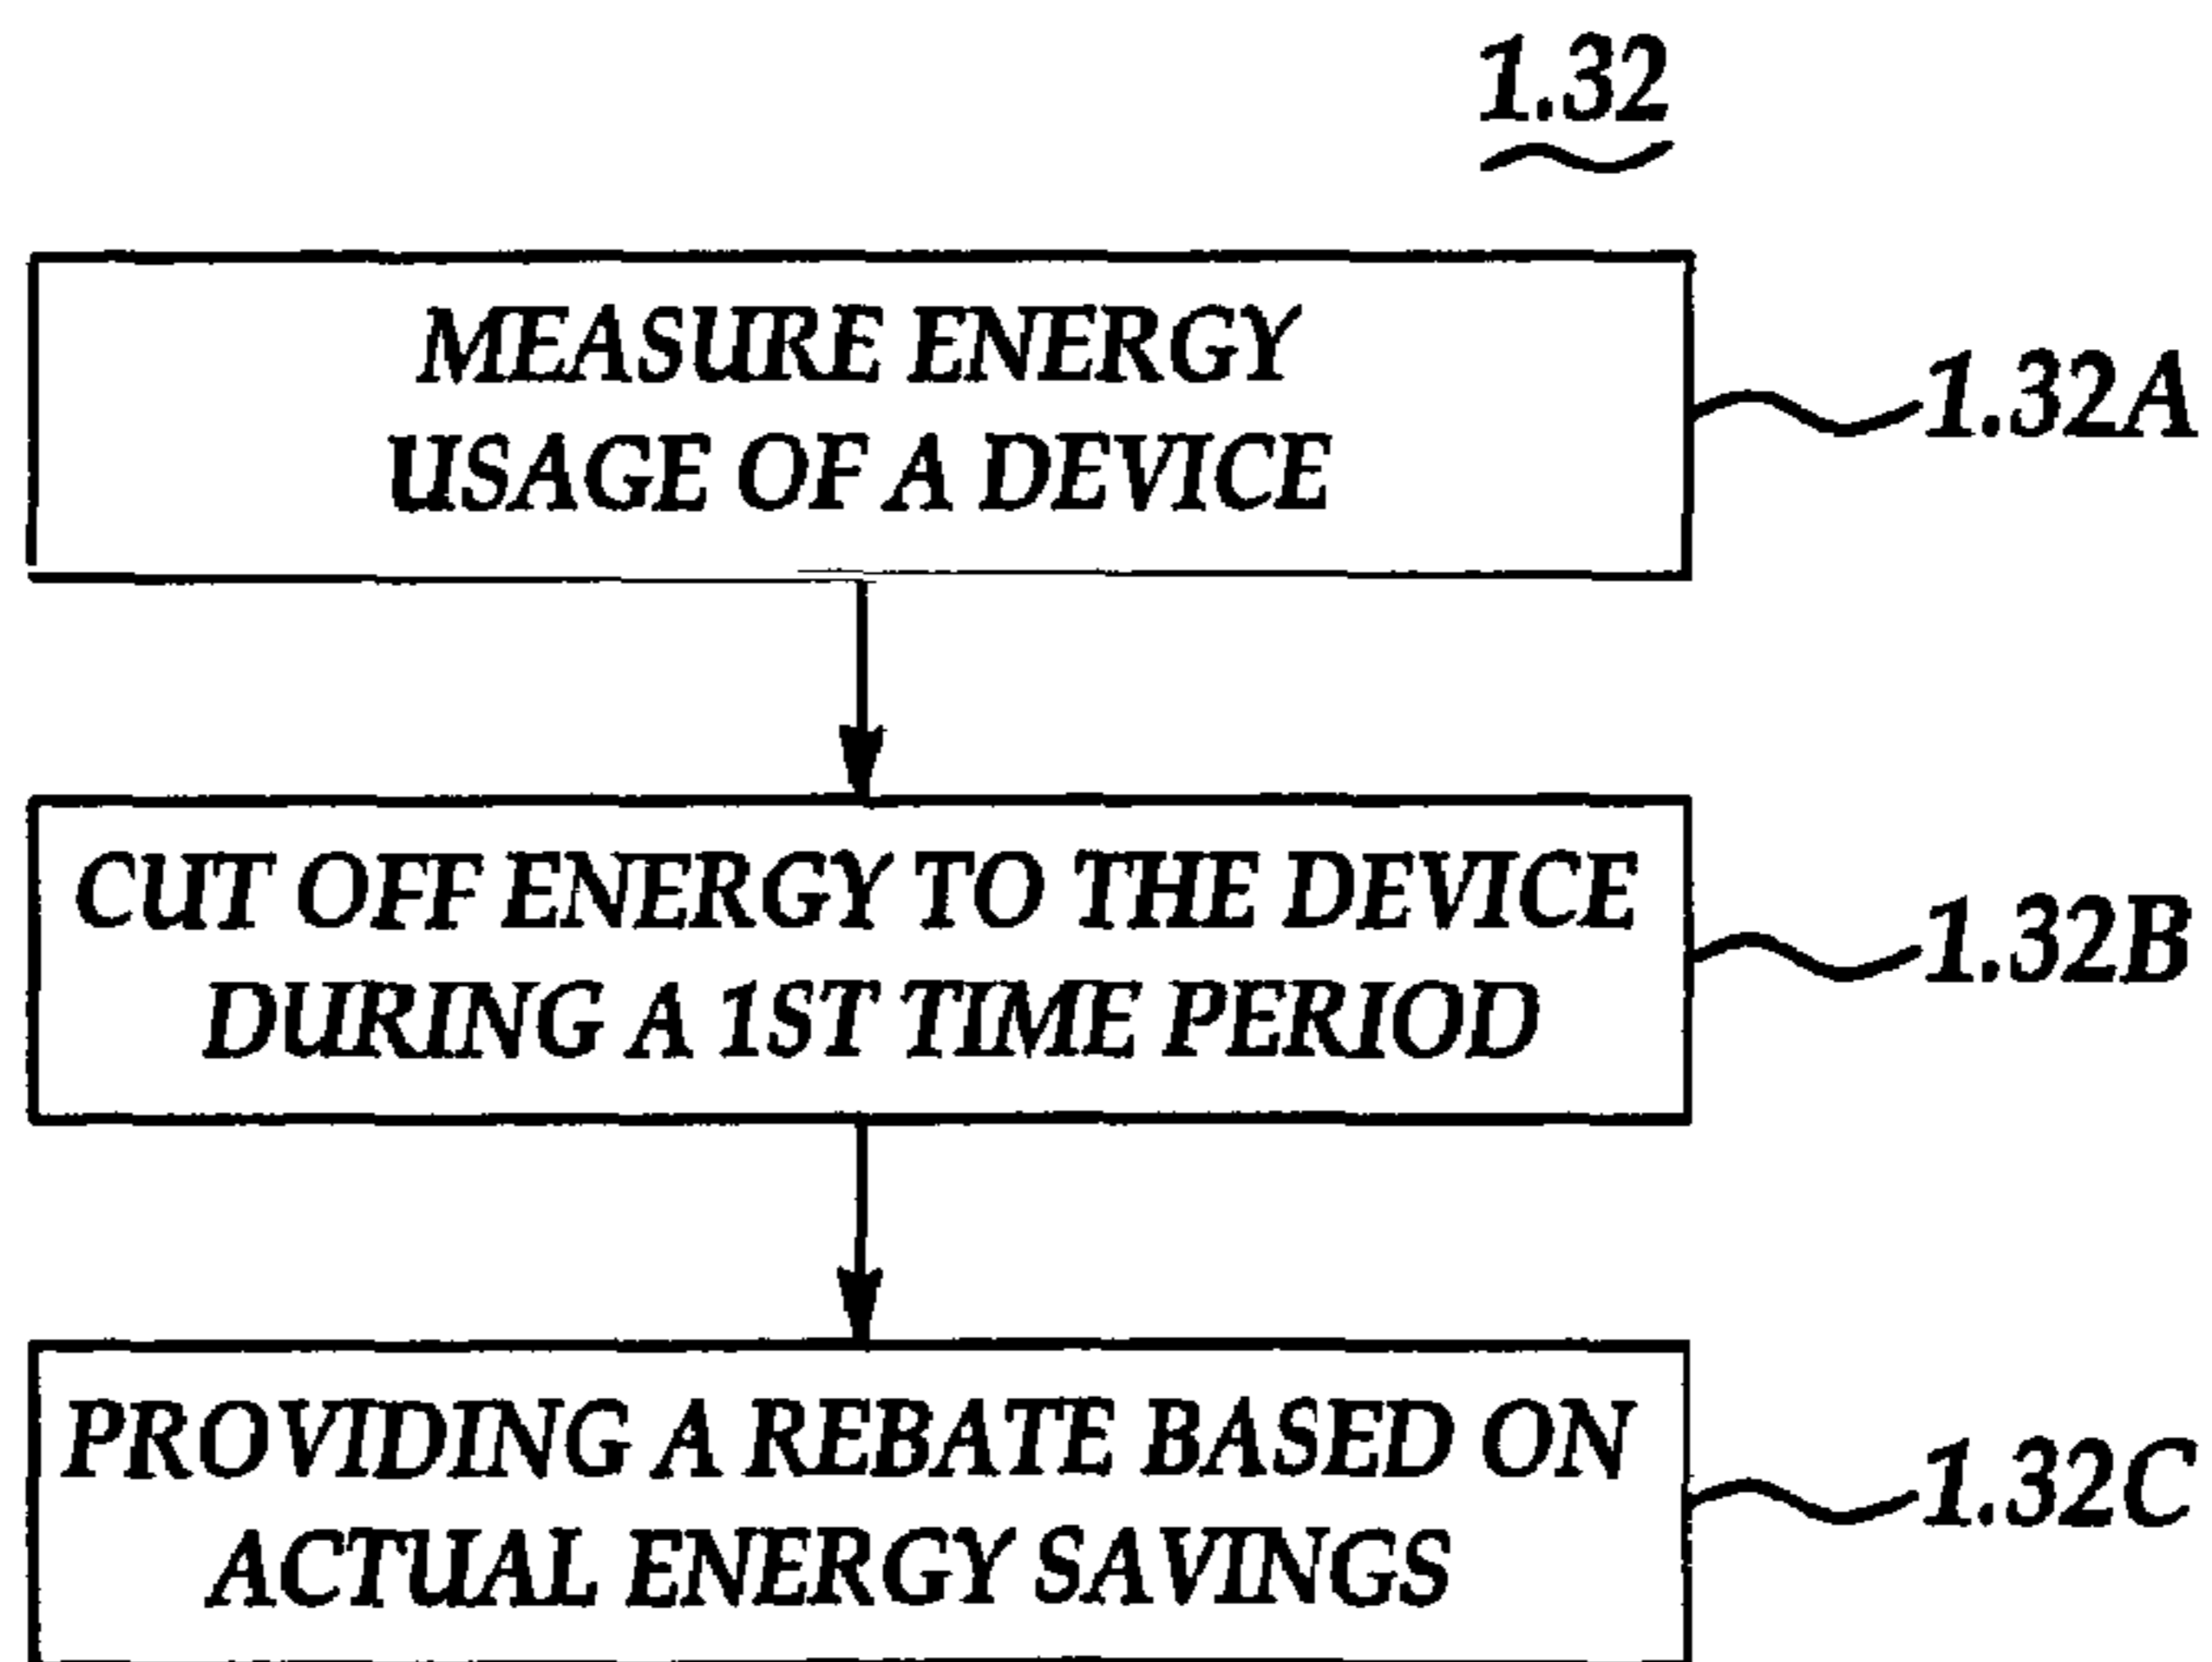 1.32
MEASURE ENERGY
USAGE OF A DEVICE
1.32A
CUT OFF ENERGY TO THE DEVICE
DURING A 1ST TIME PERIOD
1.32B
PROVIDING A REBATE BASED ON
ACTUAL ENERGY SAVINGS
1.32C